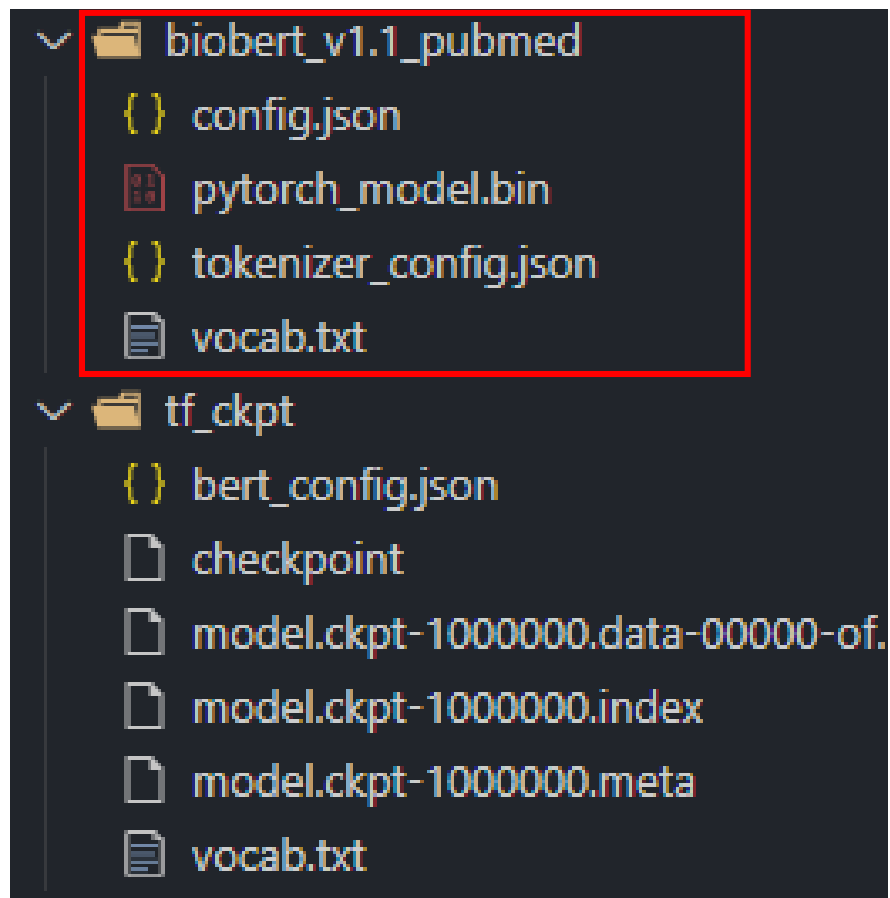 biobert_v1.1_pubmed
config.json
pytorch_model.bin
tokenizer_config.json
vocab.txt
tf_ckpt
bert_config.json
checkpoint
model.ckpt-1000000.data-00000-of.
model.ckpt-1000000.index
model.ckpt-1000000.meta
vocab.txt